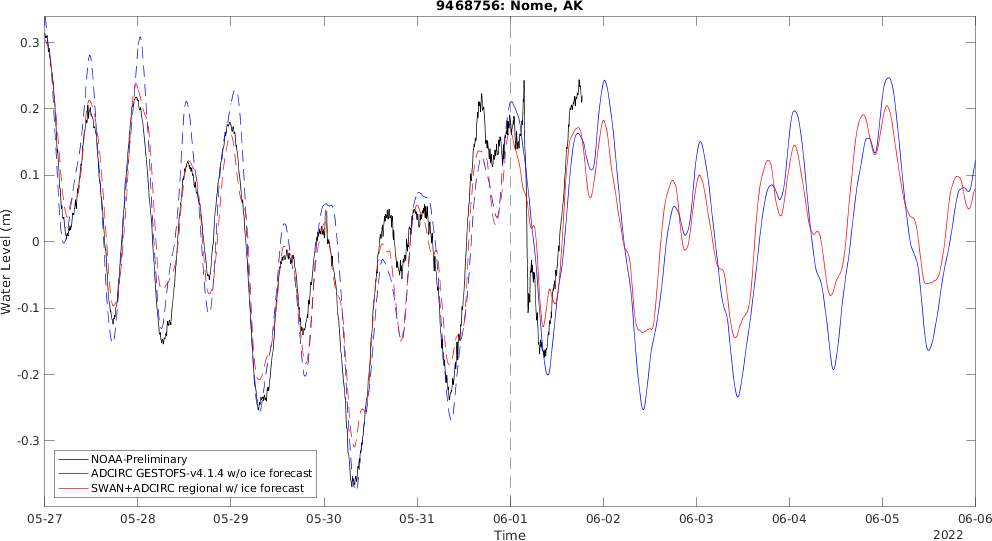 9468756: Nome, AK
Water Level (m)
0.3
0.2
0.1
0
-0.1
-0.2
-0.3
NOAA-Preliminary
ADCIRC GESTOFS-v4.1.4 w/o ice forecast
SWAN+ADCIRC regional w/ ice forecast
05-27 05-28 05-29 05-30 05-31 06-01 06-02 06-03 06-04 06-05 06-06
Time
2022